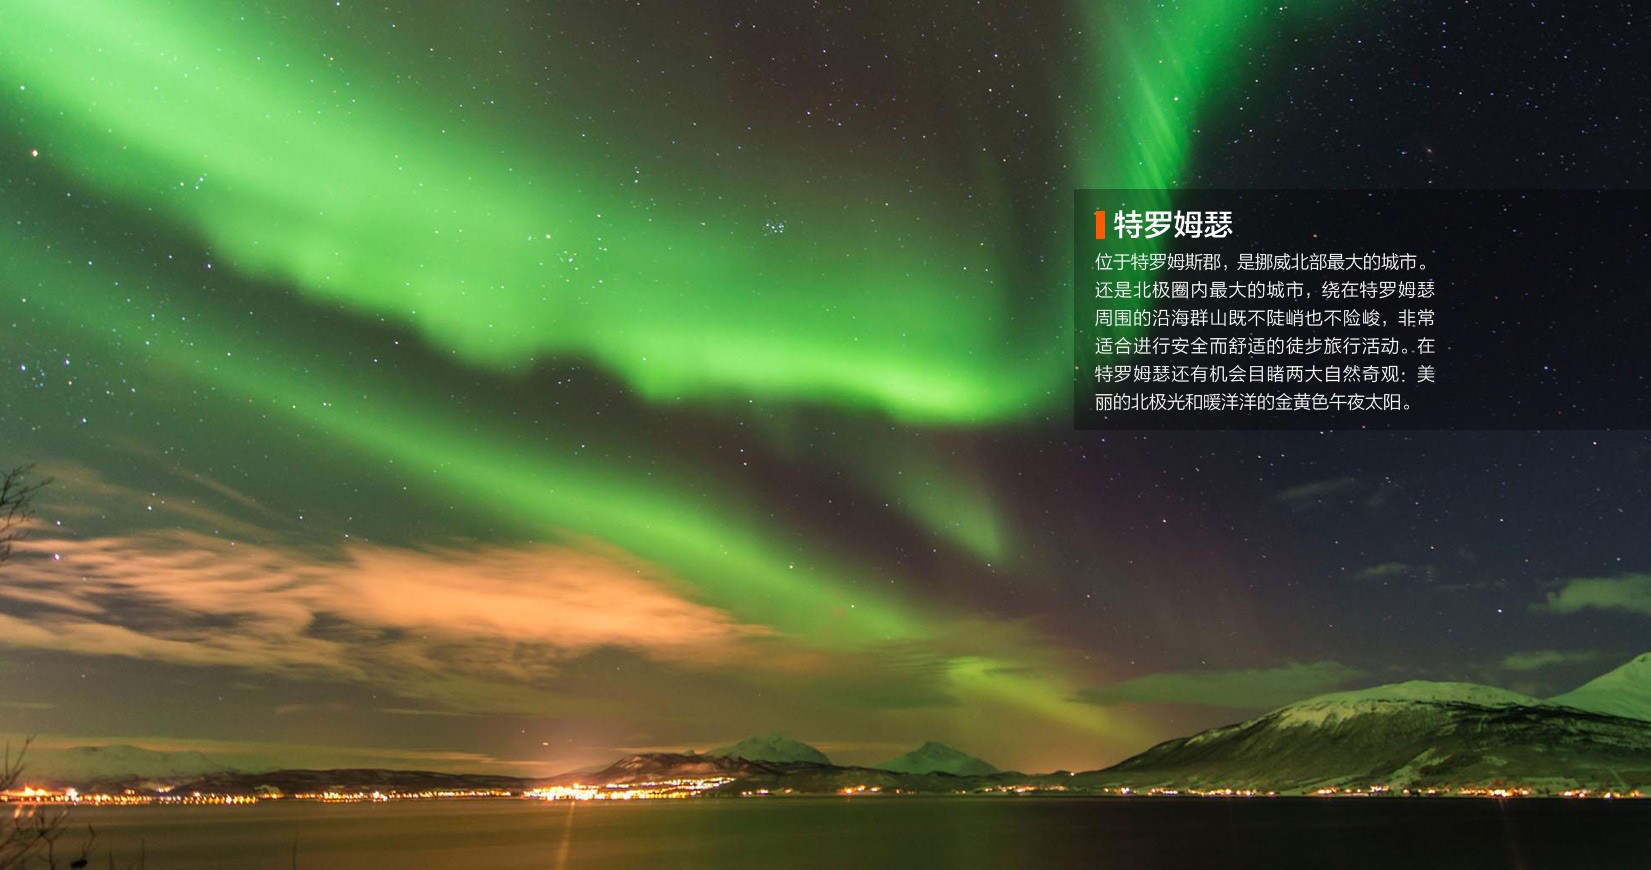 特罗姆瑟
位于特罗姆斯郡，是挪威北部最大的城市。
还是北极圈内最大的城市，绕在特罗姆瑟
周围的沿海群山既不陡峭也不险峻，非常
适合进行安全而舒适的徒步旅行活动。在
特罗姆瑟还有机会目睹两大自然奇观：美
丽的北极光和暖洋洋的金黄色午夜太阳。